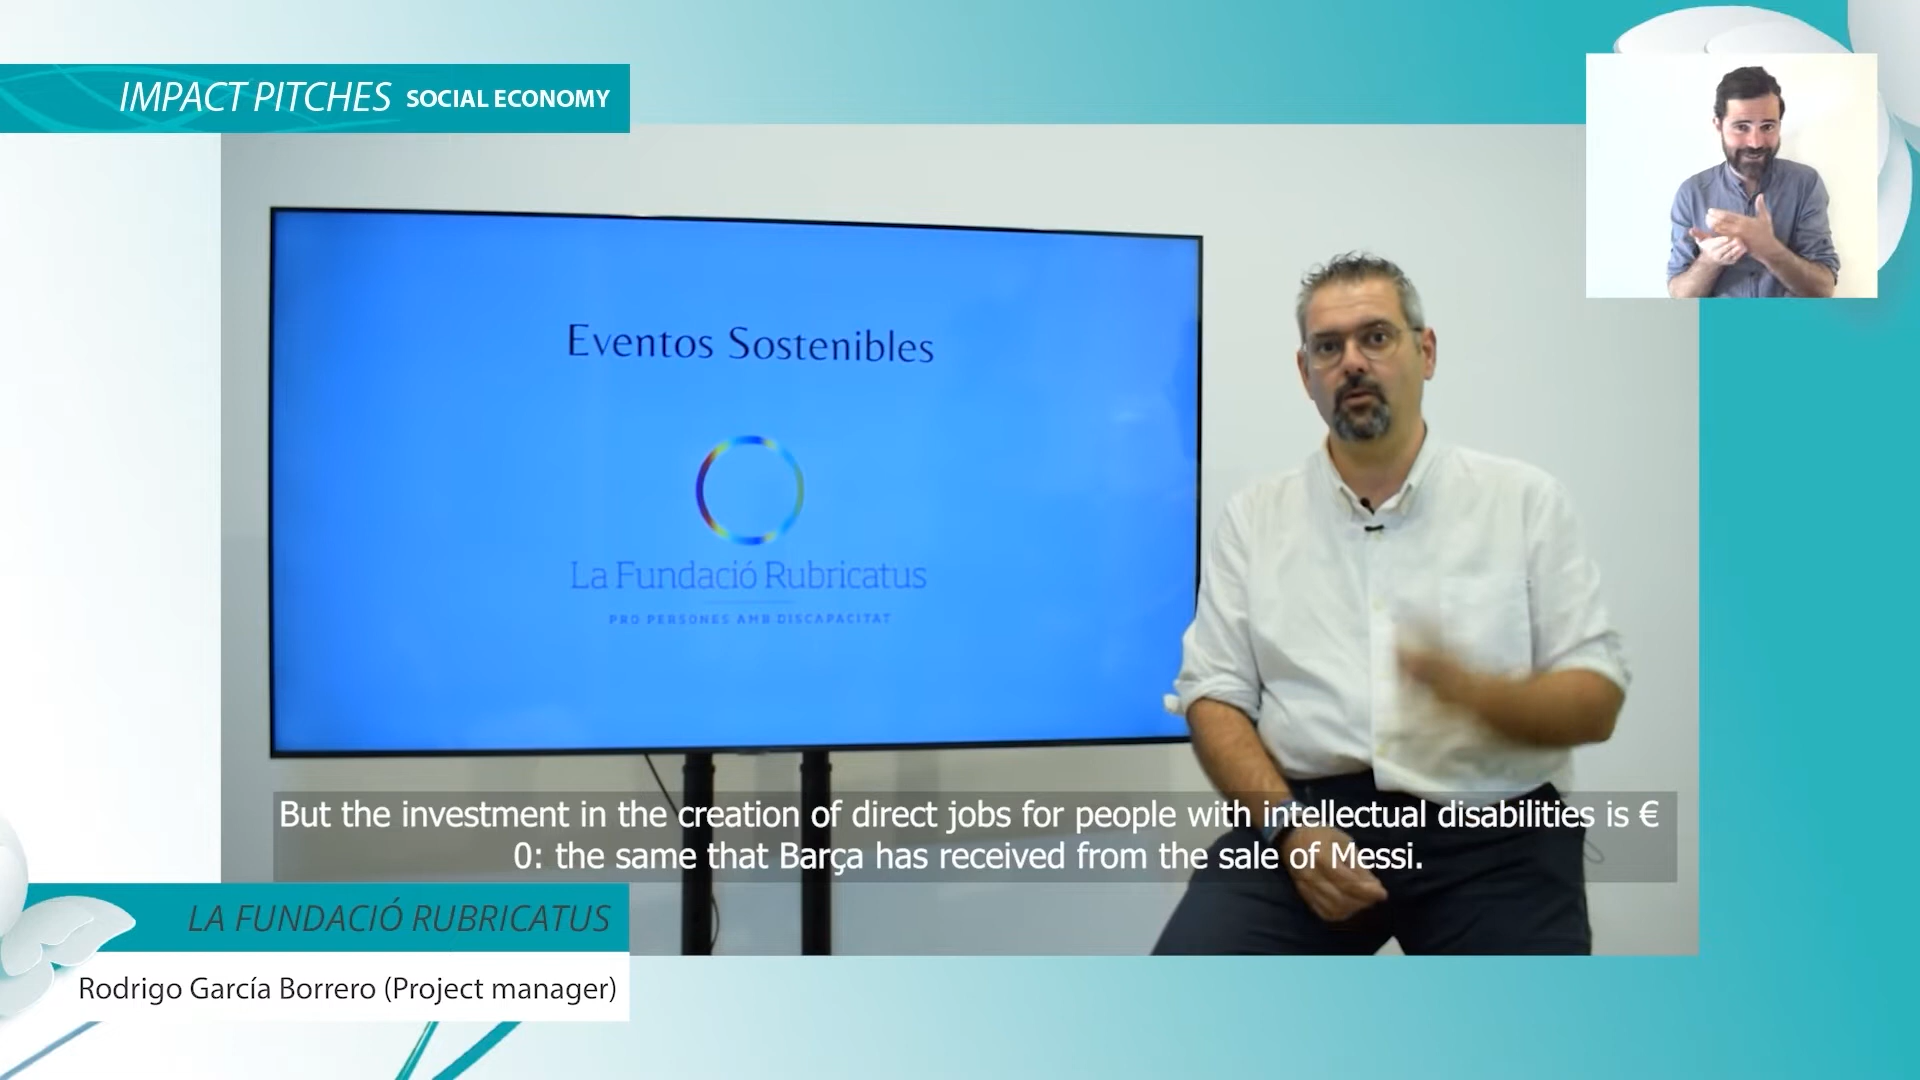 IMPACT PITCHES SOCIAL ECONOMY
Eventos Sostenibles
La Fundació Rubricatus
PRO PERSONES AMB DISCAPACITAT
But the investment in the creation of direct jobs for people with intellectual disabilities is €
0: the same that Barça has received from the sale of Messi.
LA FUNDACIÓ RUBRICATUS
Rodrigo García Borrero (Project manager)